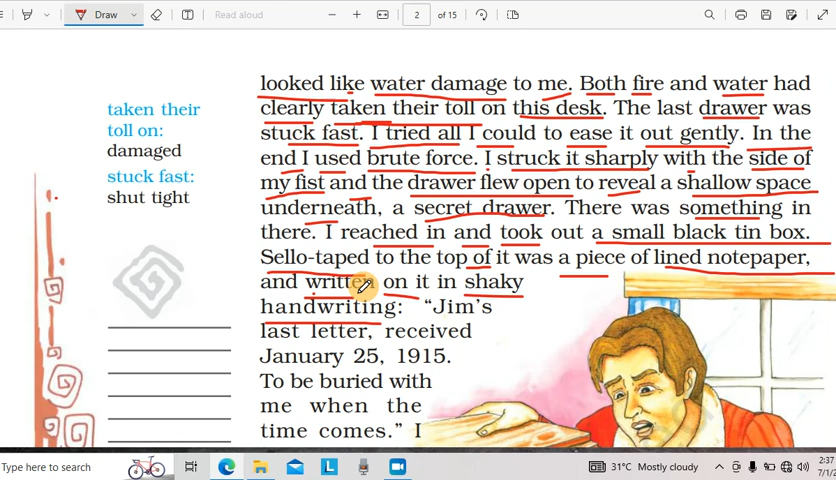 Draw
Read aloud
2
of 15
looked like water damage to me. Both fire and water had
clearly taken their toll on this desk. The last drawer was
stuck fast. I tried all I could to ease it out gently. In the
end I used brute force. I struck it sharply with the side of
my fist and the drawer flew open to reveal a shallow space
underneath, a secret drawer. There was something in
there. I reached in and took out a small black tin box.
Sello-taped to the top of it was a piece of lined notepaper,
and written on it in shaky
handwriting: “Jim’s
last letter, received
January 25, 1915.
To be buried with
me when the
time comes.” I
taken their
toll on:
damaged
stuck fast:
shut tight
Type here to search
31°C Mostly cloudy
2:37
7/1/2